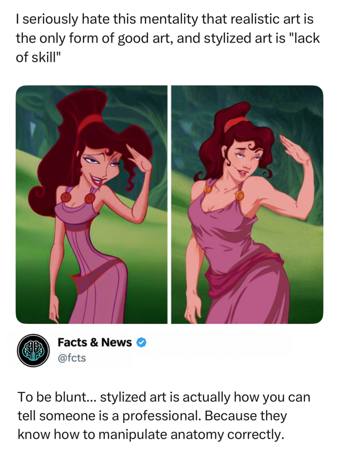 I seriously hate this mentality that realistic art is
the only form of good art, and stylized art is "lack
of skill"
Facts & News
@fcts
To be blunt... stylized art is actually how you can
tell someone is a professional. Because they
know how to manipulate anatomy correctly.